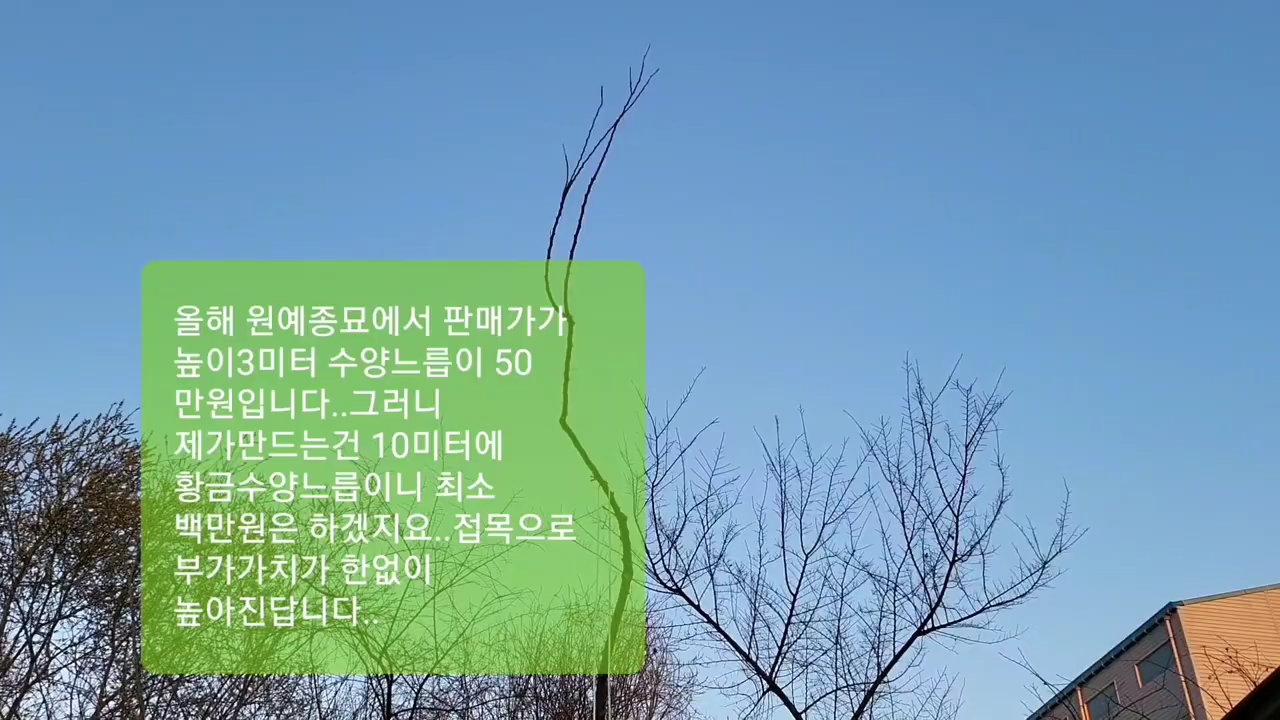 올해 원예종묘에서 판매가가
높이3미터 수양느릅이 50
만원입니다..그러니
제가만드는건 10미터에
황금수양느릅이니 최소
백만원은 하겠지요..접목으로
부가가치가 한없이
높아진답니다..